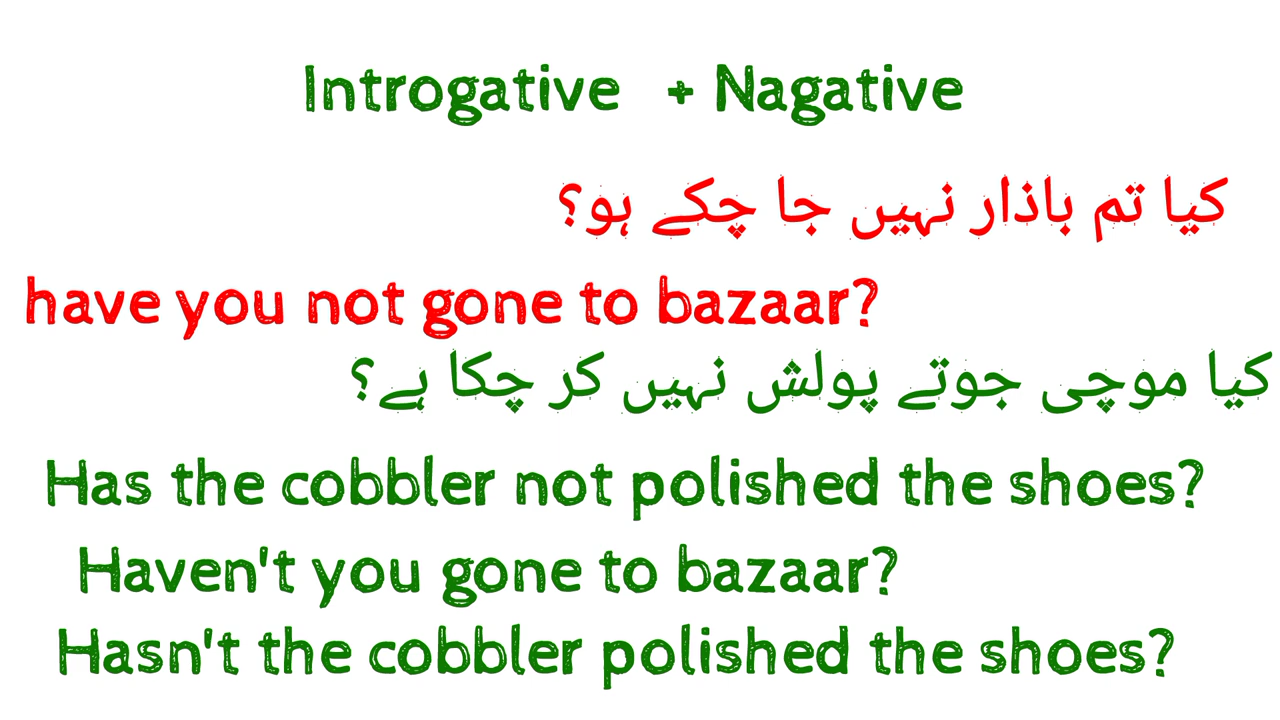 Introgative + Nagative
کیا تم باذار نہیں جا چکے ہو؟
have you not gone to bazaar?
کیا موچی جوتے پولش نہیں کر چکا ہے؟
Has the cobbler not polished the shoes?
Haven't you gone to bazaar?
Hasn't the cobbler polished the shoes?